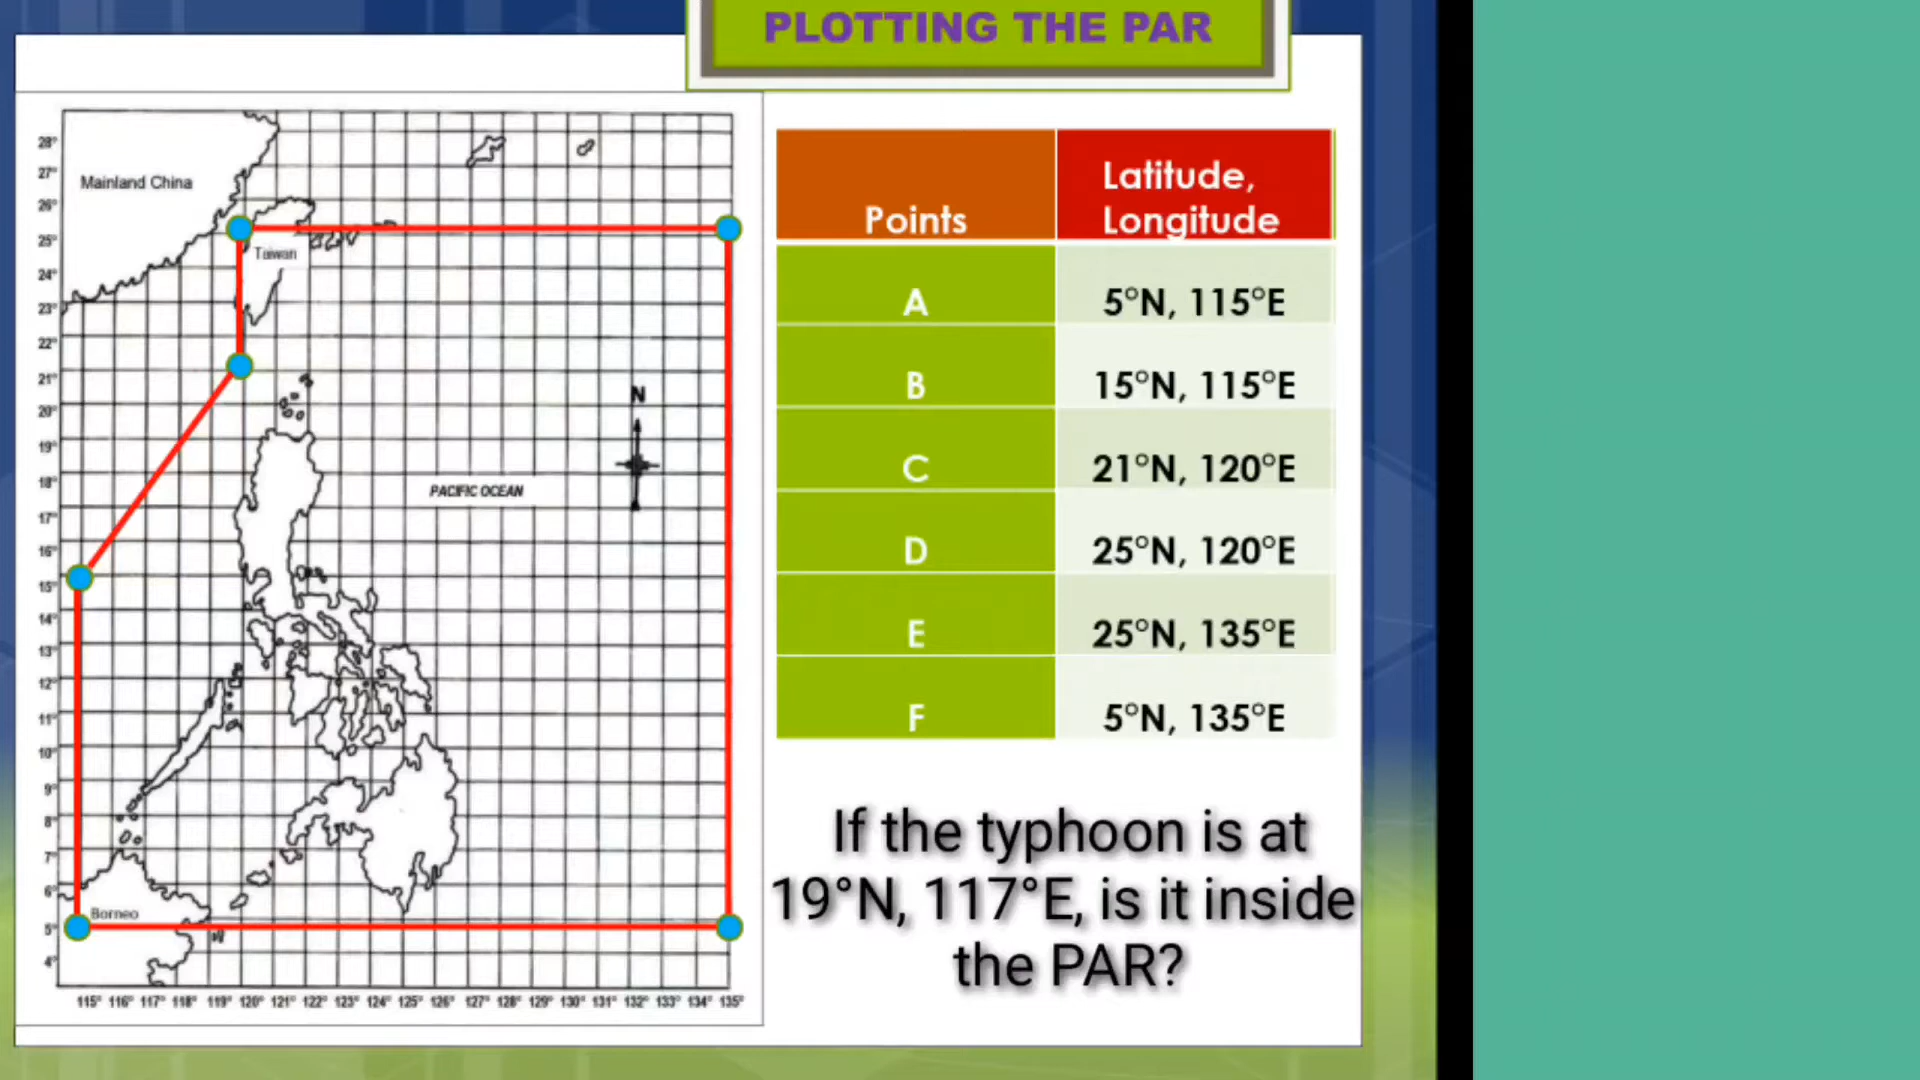 PLOTTING THE PAR
28°
27°
26°
25°
24°
23°
22°
21°
20°
19°
18°
17°
16°
15°
14°
13°
12°
11°
10°
9°
8°
7°
6°
5°
4°
Mainland China
Taiwan
N
PACIFIC OCEAN
Borneo
115° 116° 117° 118° 119° 120° 121° 122° 123° 124° 125° 126° 127° 128° 129° 130° 131° 132° 133° 134° 135°
Points
Latitude,
Longitude
A 5°N, 115°E
B 15°N, 115°E
C 21°N, 120°E
D 25°N, 120°E
E 25°N, 135°E
F 5°N, 135°E
If the typhoon is at
19°N, 117°E, is it inside
the PAR?